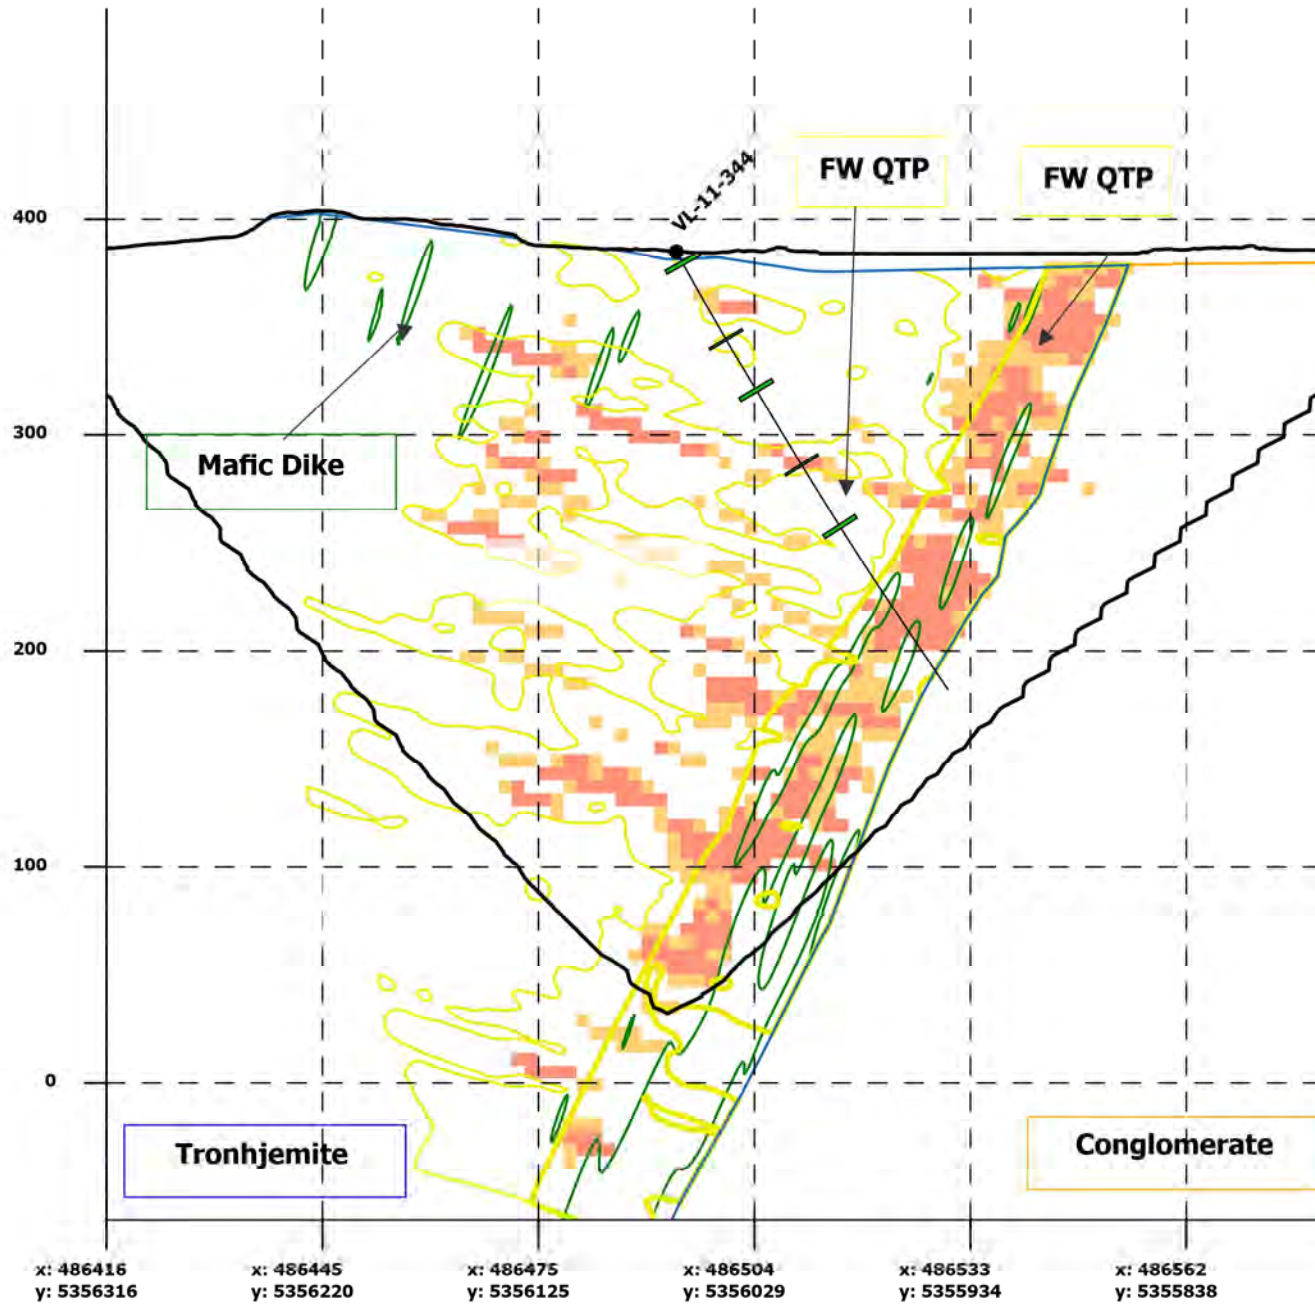 VL-11-344
FW QTP
FW QTP
400
300
Mafic Dike
200
100
0
Tronhjemite
Conglomerate
x: 486416 x: 486445 x: 486475 x: 486504 x: 486533 x: 486562
y: 5356316 y: 5356220 y: 5356125 y: 5356029 y: 5355934 y: 5355838